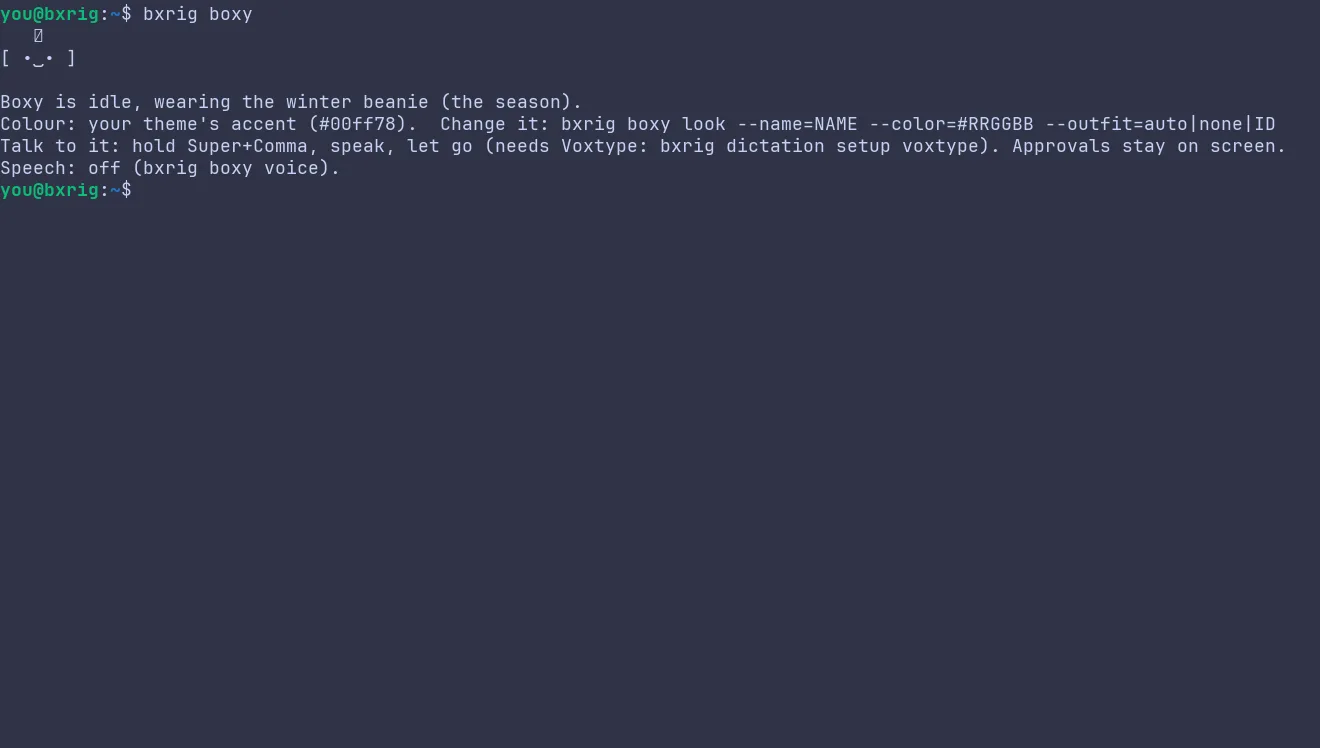 you@bxrig:~$ bxrig boxy
[ •‿• ]
Boxy is idle, wearing the winter beanie (the season).
Colour: your theme's accent (#00ff78).  Change it: bxrig boxy look --name=NAME --color=#RRGGBB --outfit=auto|none|ID
Talk to it: hold Super+Comma, speak, let go (needs Voxtype: bxrig dictation setup voxtype). Approvals stay on screen.
Speech: off (bxrig boxy voice).
you@bxrig:~$